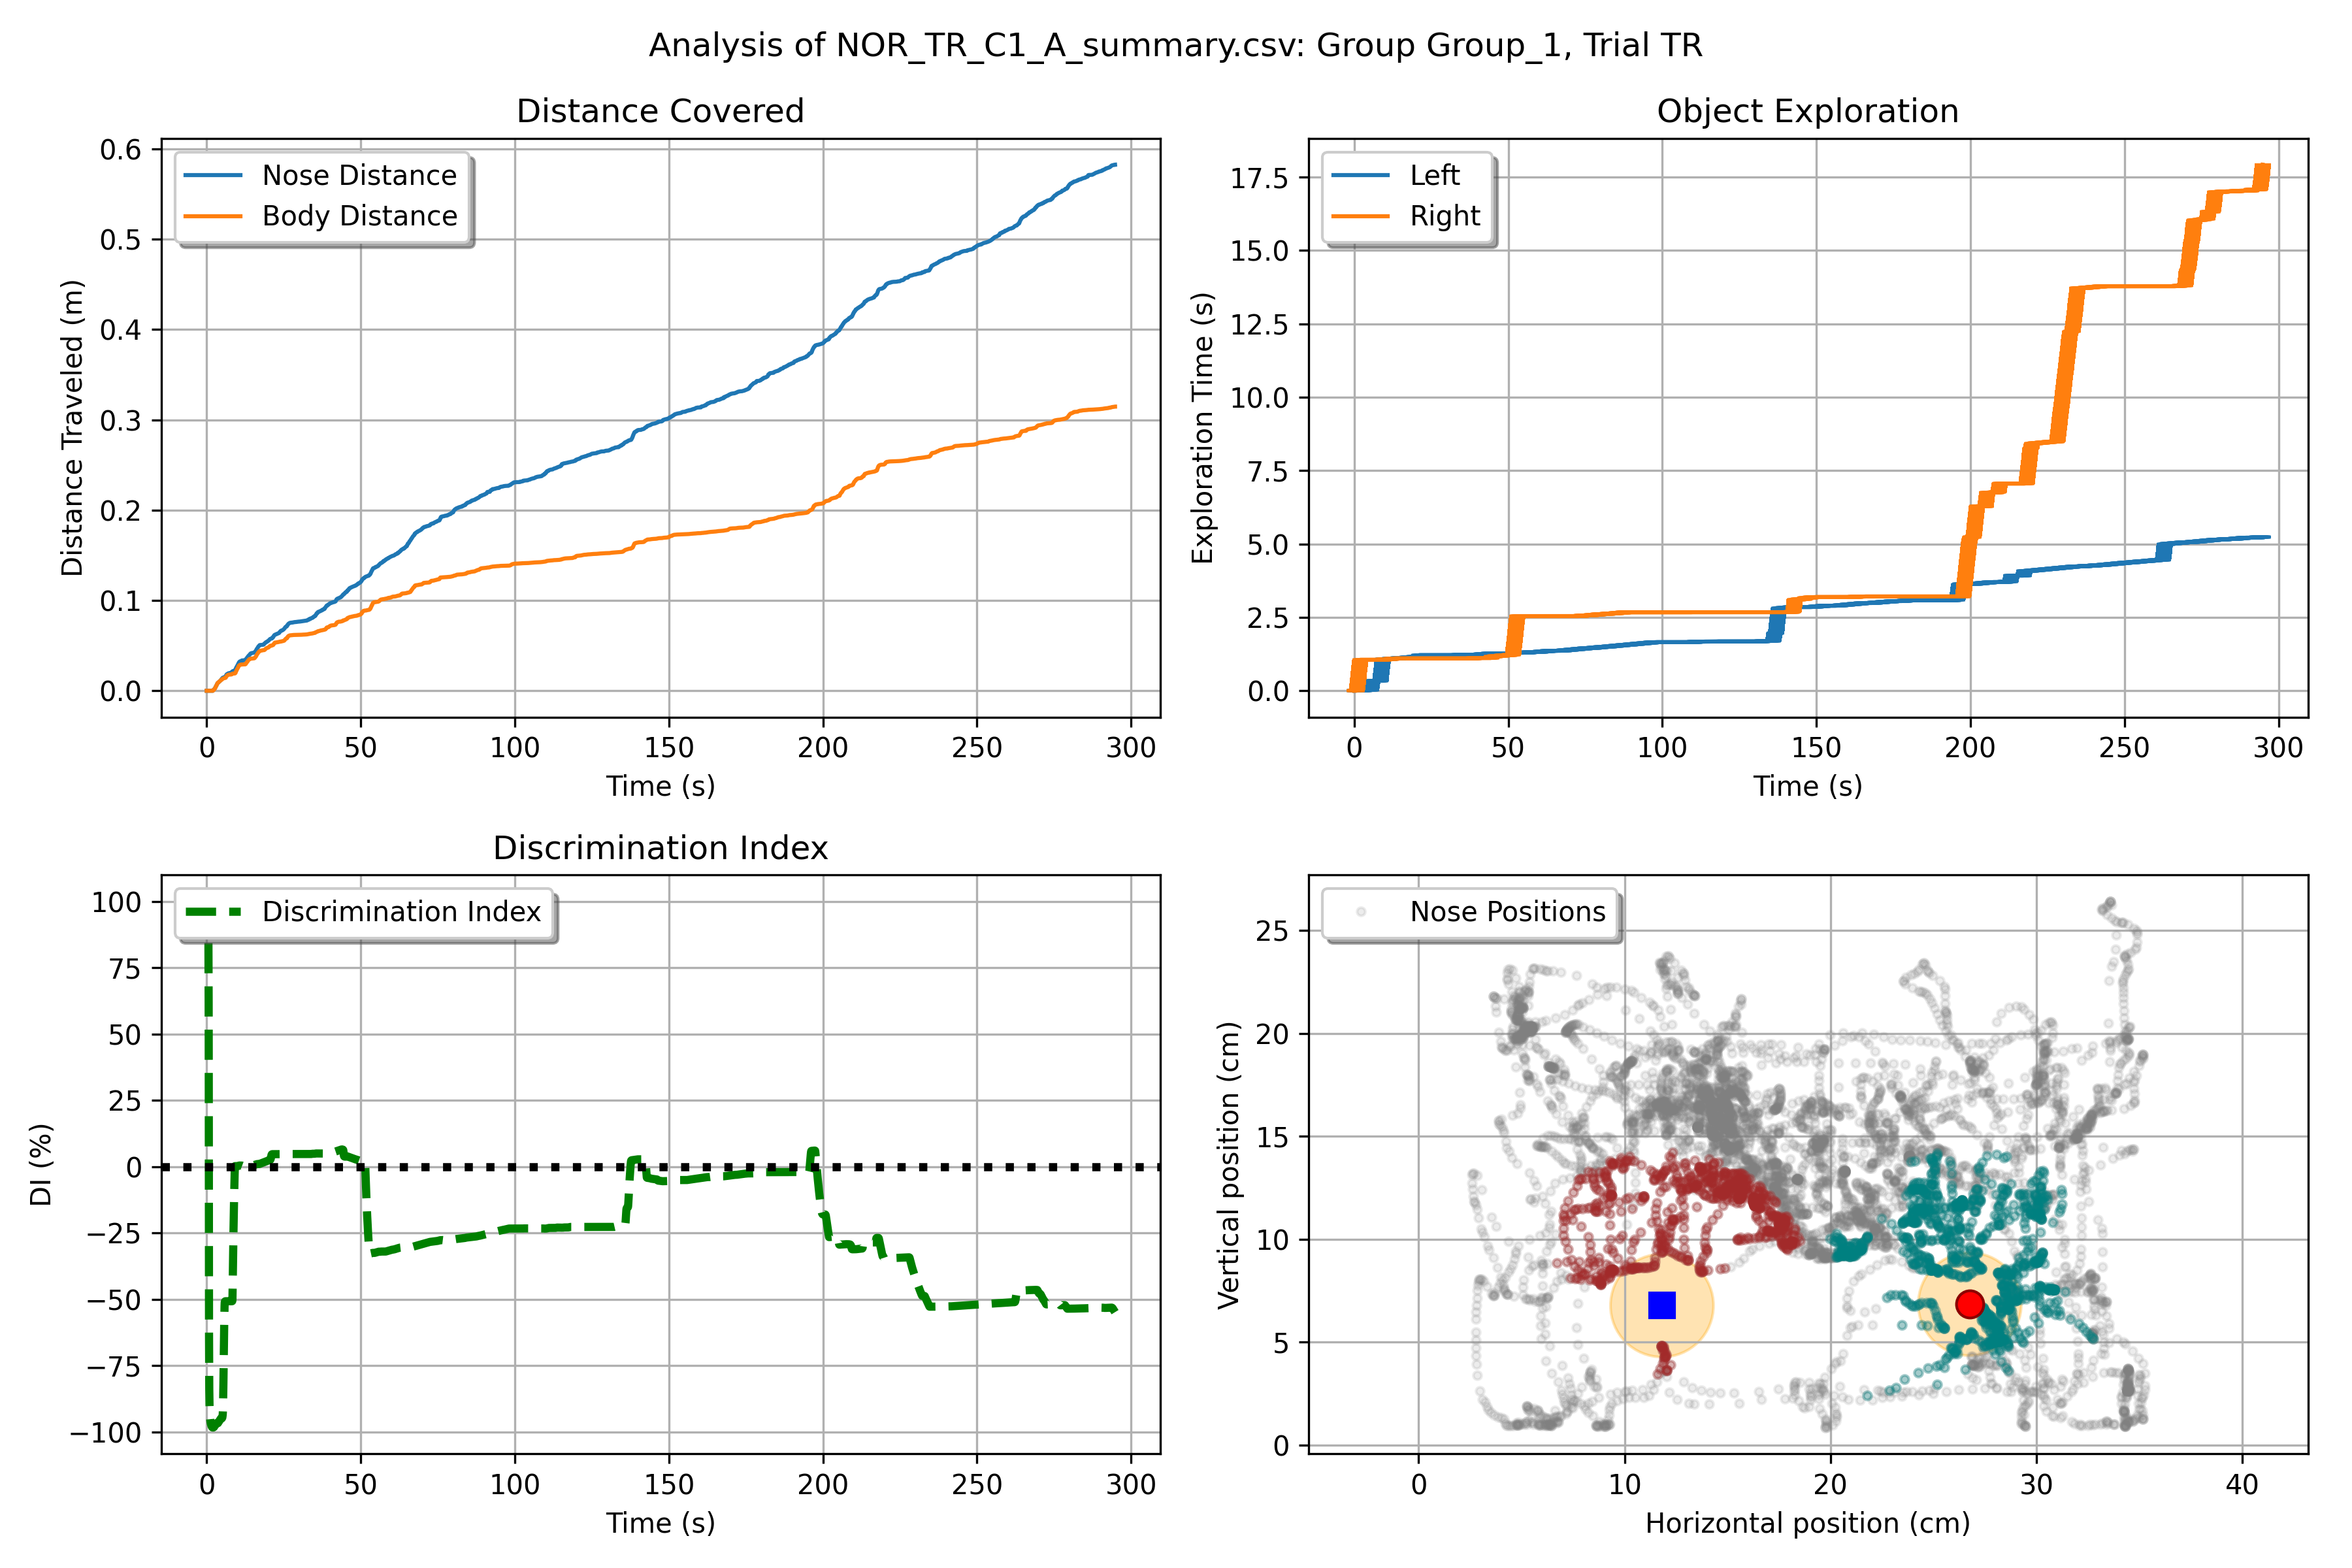 Analysis of NOR_TR_C1_A_summary.csv: Group Group_1, Trial TR
Distance Covered
Nose Distance
Body Distance
Distance Traveled (m)
0.6
0.5
0.4
0.3
0.2
0.1
0.0
0 50 100 150 200 250 300
Time (s)
Object Exploration
Left
Right
Exploration Time (s)
17.5
15.0
12.5
10.0
7.5
5.0
2.5
0.0
0 50 100 150 200 250 300
Time (s)
Discrimination Index
Discrimination Index
DI (%)
100
75
50
25
0
−25
−50
−75
−100
0 50 100 150 200 250 300
Time (s)
Nose Positions
Vertical position (cm)
25
20
15
10
5
0
0 10 20 30 40
Horizontal position (cm)